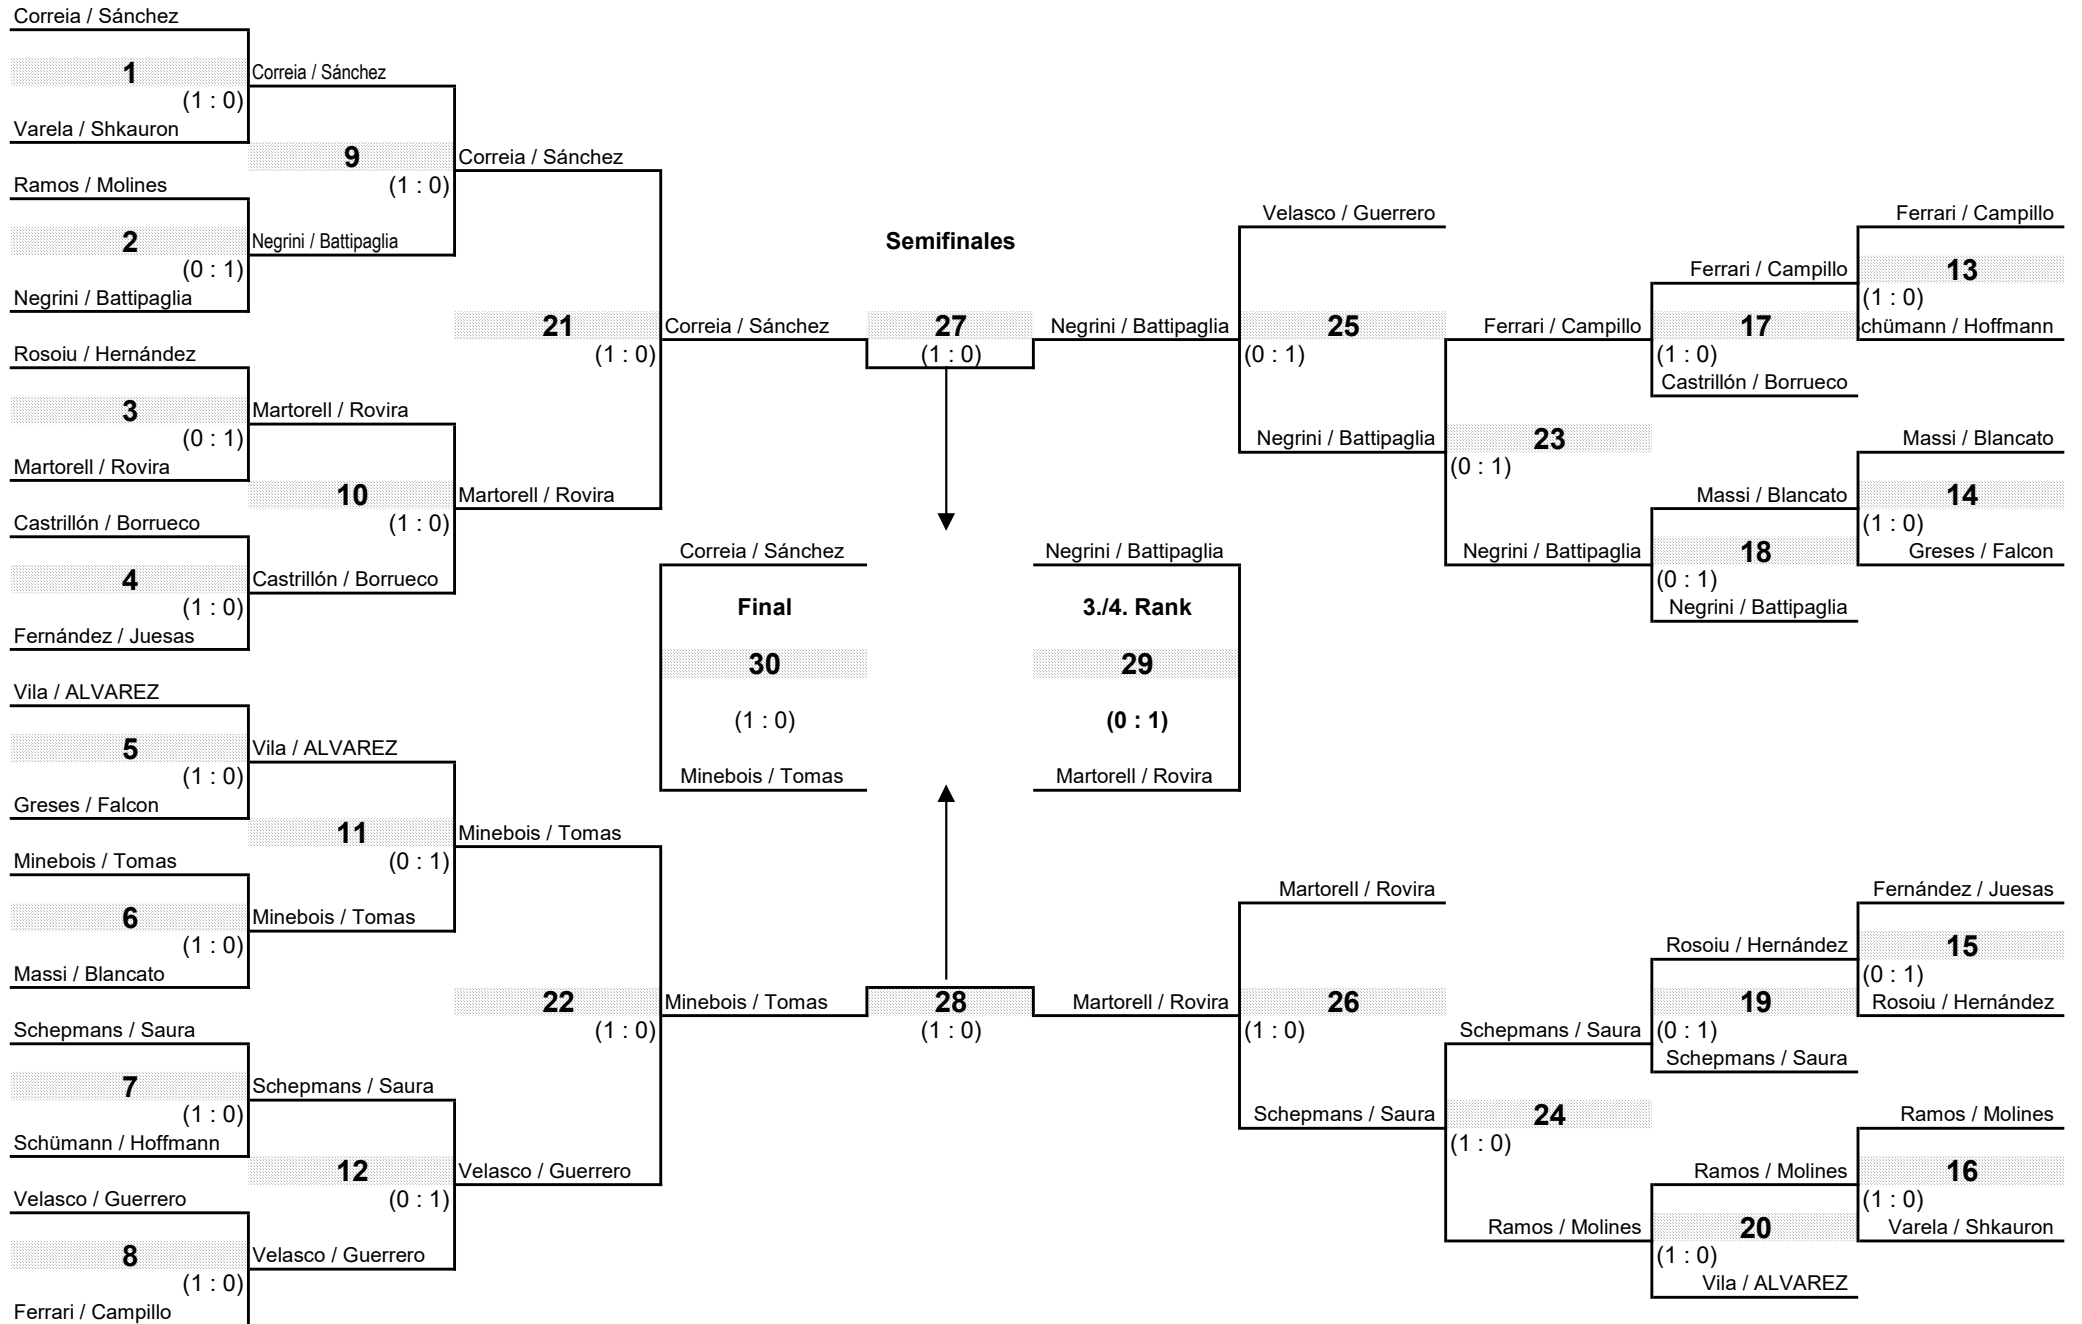 Correia / Sánchez
1
Correia / Sánchez
(1 : 0)
Varela / Shkauron
9
Correia / Sánchez
(1 : 0)
Ramos / Molines
2
Negrini / Battipaglia
(0 : 1)
Negrini / Battipaglia
21
Correia / Sánchez
(1 : 0)
Rosoiu / Hernández
3
Martorell / Rovira
(0 : 1)
Martorell / Rovira
10
Martorell / Rovira
(1 : 0)
Castrillón / Borrueco
4
Castrillón / Borrueco
(1 : 0)
Fernández / Juesas
Vila / ALVAREZ
5
Vila / ALVAREZ
(1 : 0)
Greses / Falcon
11
Minebois / Tomas
(0 : 1)
Minebois / Tomas
6
Minebois / Tomas
(1 : 0)
Massi / Blancato
22
Minebois / Tomas
(1 : 0)
Schepmans / Saura
7
Schepmans / Saura
(1 : 0)
Schümann / Hoffmann
12
Velasco / Guerrero
(0 : 1)
Velasco / Guerrero
8
Velasco / Guerrero
(1 : 0)
Ferrari / Campillo
Semifinales
27
(1 : 0)
Correia / Sánchez
Final
30
(1 : 0)
Minebois / Tomas
Negrini / Battipaglia
3./4. Rank
29
(0 : 1)
Martorell / Rovira
28
(1 : 0)
Velasco / Guerrero
Negrini / Battipaglia
25
(0 : 1)
Negrini / Battipaglia
Ferrari / Campillo
23
(0 : 1)
Negrini / Battipaglia
Ferrari / Campillo
17
(1 : 0)
Castrillón / Borrueco
Massi / Blancato
18
(0 : 1)
Negrini / Battipaglia
Ferrari / Campillo
13
(1 : 0)
chümann / Hoffmann
Massi / Blancato
14
(1 : 0)
Greses / Falcon
Martorell / Rovira
Martorell / Rovira
26
(1 : 0)
Schepmans / Saura
Schepmans / Saura
24
(1 : 0)
Ramos / Molines
Rosoiu / Hernández
19
(0 : 1)
Schepmans / Saura
Ramos / Molines
20
(1 : 0)
Vila / ALVAREZ
Fernández / Juesas
15
(0 : 1)
Rosoiu / Hernández
Ramos / Molines
16
(1 : 0)
Varela / Shkauron